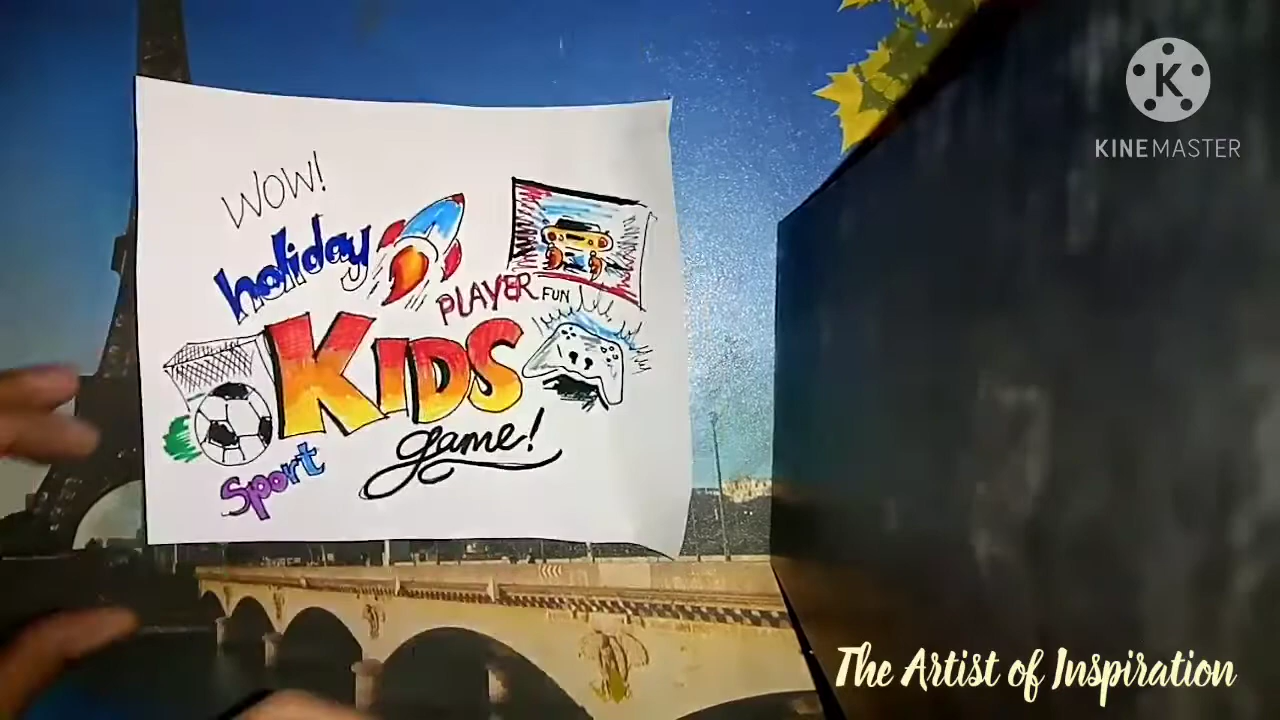 WOW!
holiday
PLAYER FUN
KIDS
game!
Sport
K
KINEMASTER
The Artist of Inspiration